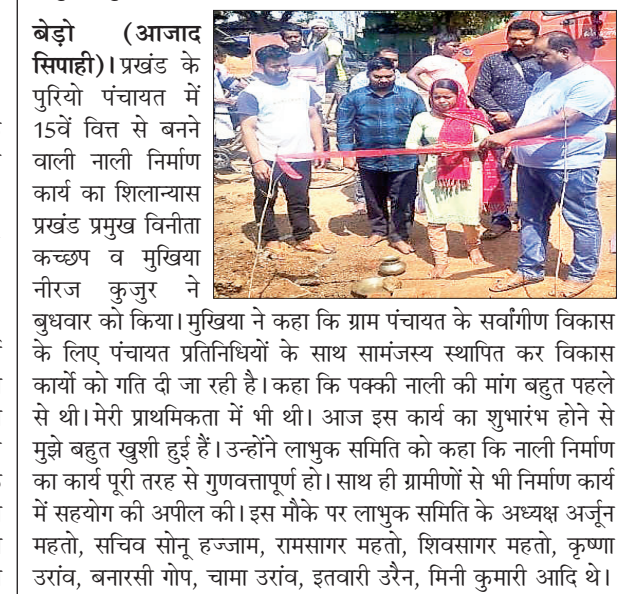 बेड़ो (आजाद
सिपाही)। प्रखंड के
पुरियो पंचायत में
15वें वित्त से बनने
वाली नाली निर्माण
कार्य का शिलान्यास
प्रखंड प्रमुख विनीता
कच्छप व मुखिया
नीरज कुजुर ने
बुधवार को किया। मुखिया ने कहा कि ग्राम पंचायत के सर्वांगीण विकास
के लिए पंचायत प्रतिनिधियों के साथ सामंजस्य स्थापित कर विकास
कार्यो को गति दी जा रही है। कहा कि पक्की नाली की मांग बहुत पहले
से थी। मेरी प्राथमिकता में भी थी। आज इस कार्य का शुभारंभ होने से
मुझे बहुत खुशी हुई हैं। उन्होंने लाभुक समिति को कहा कि नाली निर्माण
का कार्य पूरी तरह से गुणवत्तापूर्ण हो। साथ ही ग्रामीणों से भी निर्माण कार्य
में सहयोग की अपील की। इस मौके पर लाभुक समिति के अध्यक्ष अर्जून
महतो, सचिव सोनू हज्जाम, रामसागर महतो, शिवसागर महतो, कृष्णा
उरांव, बनारसी गोप, चामा उरांव, इतवारी उरैन, मिनी कुमारी आदि थे।